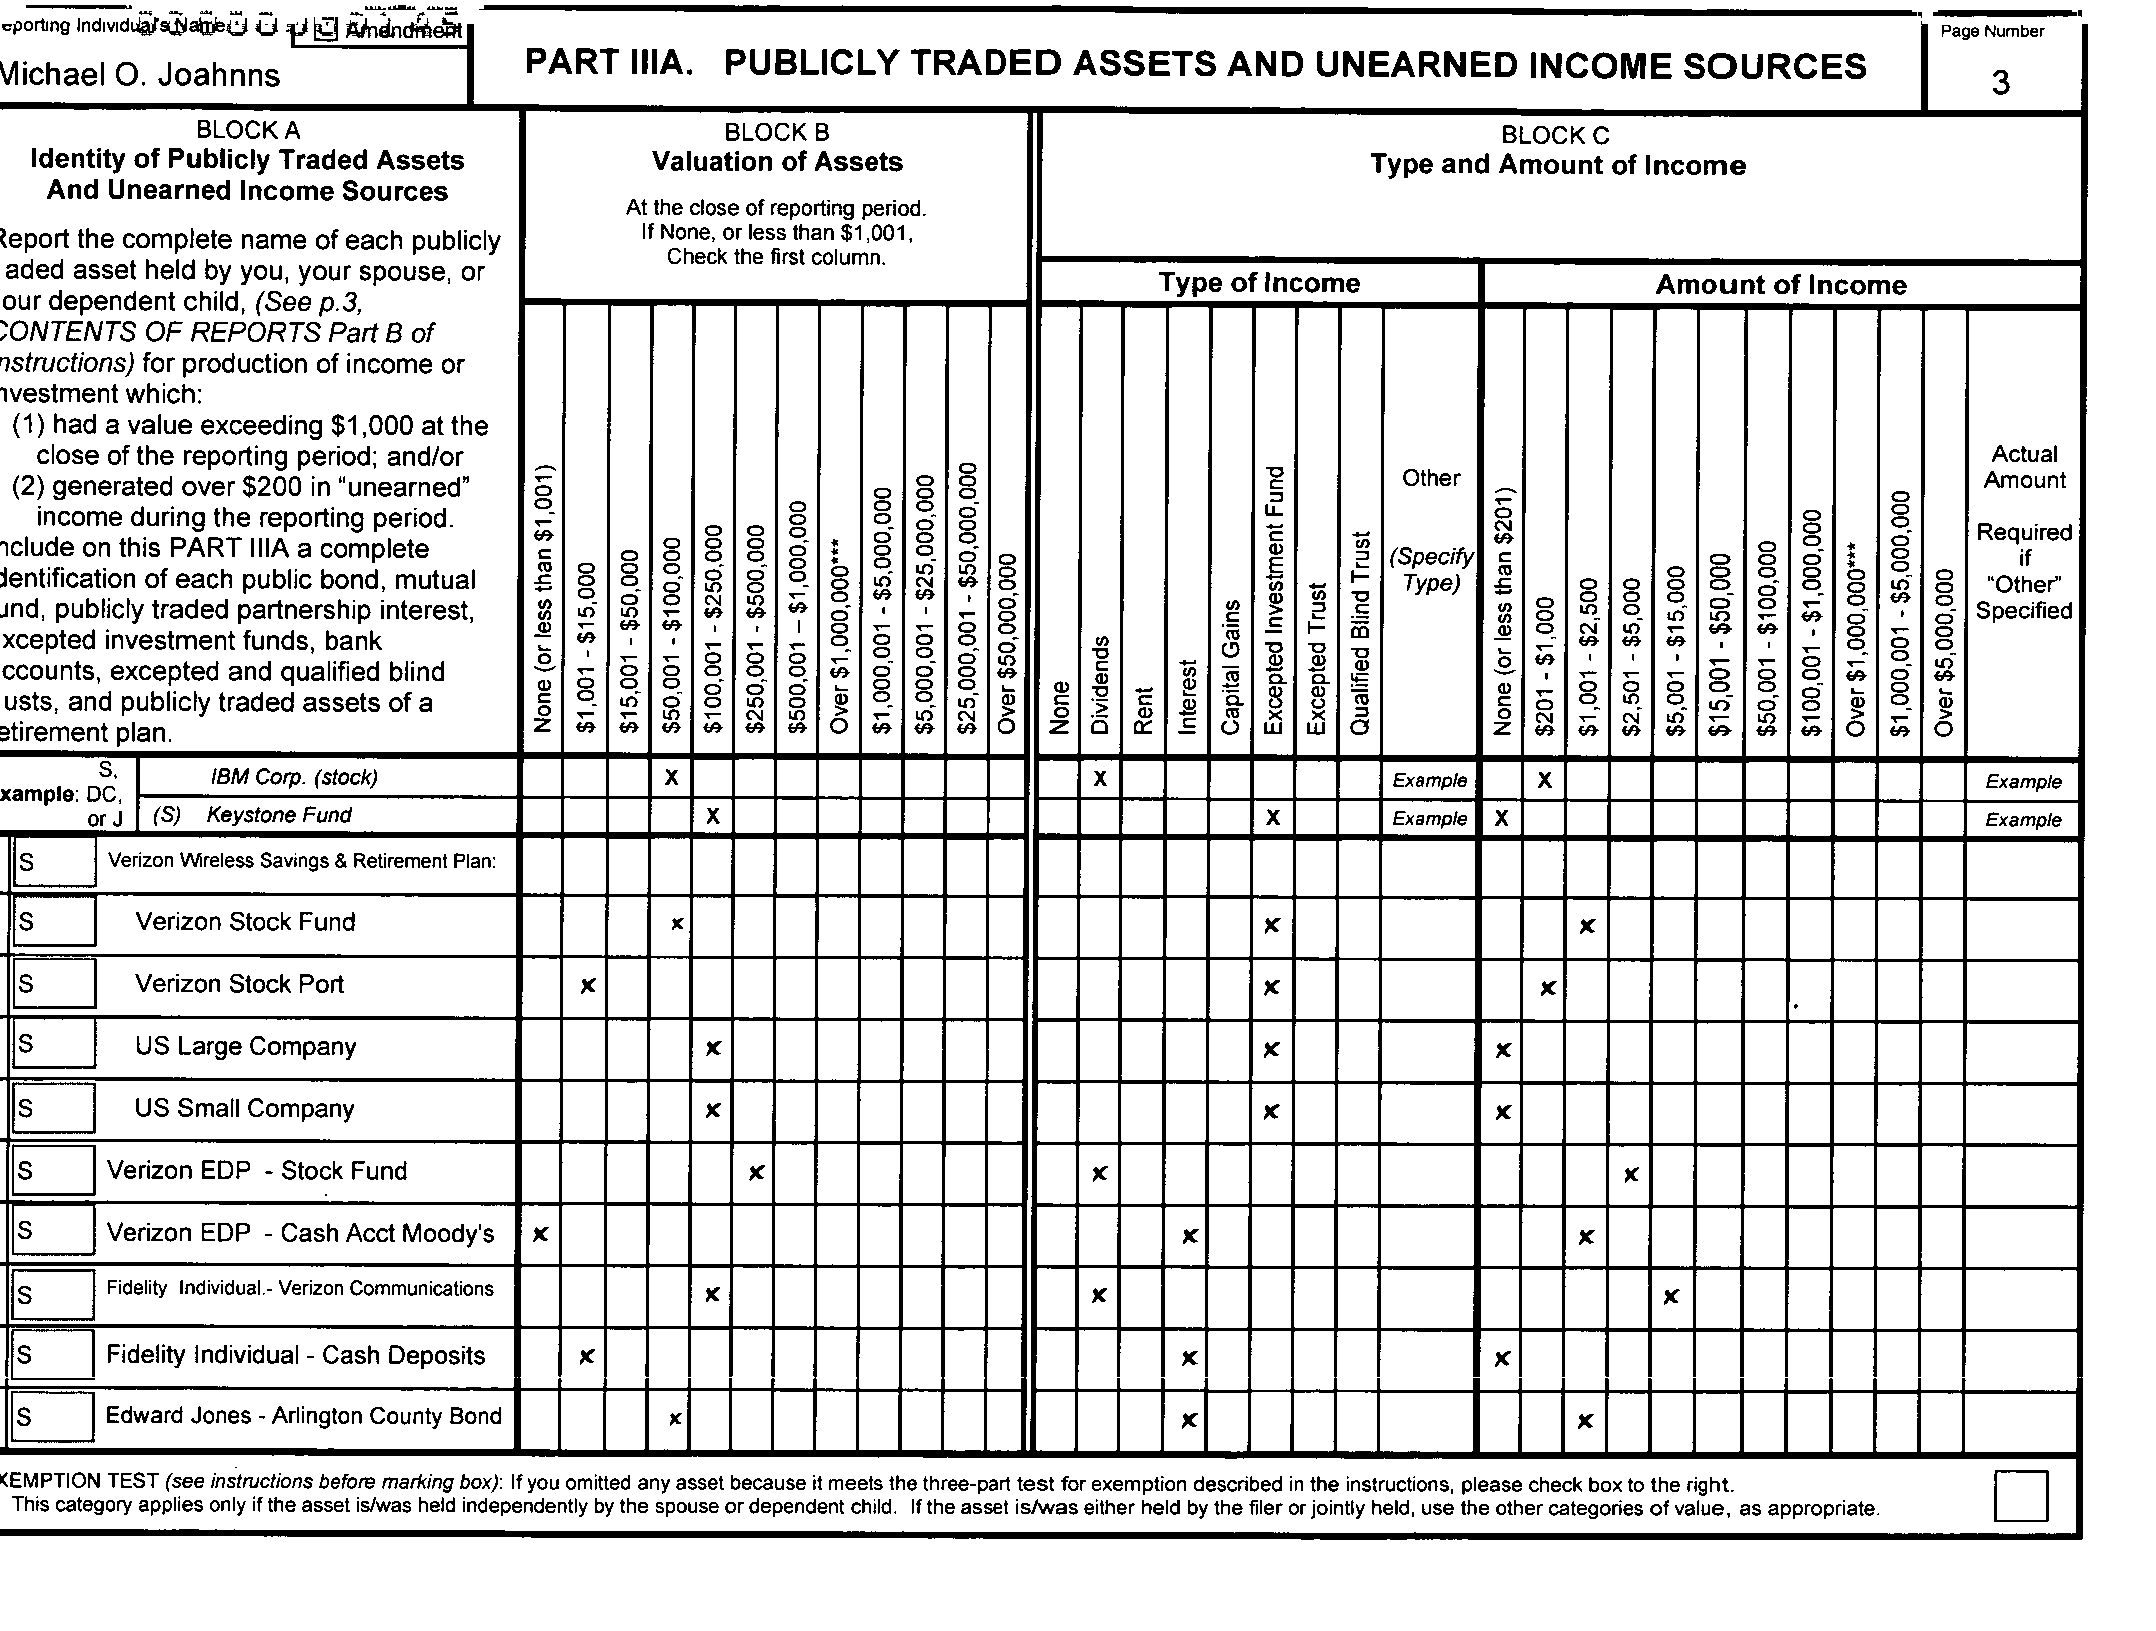 eporting Individual's Name
Amendment
Michael O. Joahnns
PART IIIA. PUBLICLY TRADED ASSETS AND UNEARNED INCOME SOURCES
Page Number
3
BLOCK A
Identity of Publicly Traded Assets
And Unearned Income Sources
Report the complete name of each publicly
aded asset held by you, your spouse, or
our dependent child, (See p.3,
CONTENTS OF REPORTS Part B of
nstructions) for production of income or
nvestment which:
(1) had a value exceeding $1,000 at the
close of the reporting period; and/or
(2) generated over $200 in "unearned"
income during the reporting period.
nclude on this PART IIIA a complete
dentification of each public bond, mutual
und, publicly traded partnership interest,
xcepted investment funds, bank
ccounts, excepted and qualified blind
usts, and publicly traded assets of a
etirement plan.
BLOCK B
Valuation of Assets
At the close of reporting period.
If None, or less than $1,001,
Check the first column.
None (or less than $1,001)
$1,001 - $15,000
$15,001 - $50,000
$50,001 - $100,000
$100,001 - $250,000
$250,001 - $500,000
$500,001 – $1,000,000
Over $1,000,000***
$1,000,001 - $5,000,000
$5,000,001 - $25,000,000
$25,000,001 - $50,000,000
Over $50,000,000
BLOCK C
Type and Amount of Income
Type of Income
None
Dividends
Rent
Interest
Capital Gains
Excepted Investment Fund
Excepted Trust
Qualified Blind Trust
Other
(Specify
Type)
Amount of Income
None (or less than $201)
$201 - $1,000
$1,001 - $2,500
$2,501 - $5,000
$5,001 - $15,000
$15,001 - $50,000
$50,001 - $100,000
$100,001 - $1,000,000
Over $1,000,000***
$1,000,001 - $5,000,000
Over $5,000,000
Actual
Amount
Required
if
"Other"
Specified
xample: S,
DC,
or J
IBM Corp. (stock) X X Example X Example
(S) Keystone Fund X X Example X Example
S Verizon Wireless Savings & Retirement Plan:
S Verizon Stock Fund x x x
S Verizon Stock Port x x x
S US Large Company x x x
S US Small Company x x x
S Verizon EDP - Stock Fund x x x
S Verizon EDP - Cash Acct Moody's x x x
S Fidelity Individual.- Verizon Communications x x x
S Fidelity Individual - Cash Deposits x x x
S Edward Jones - Arlington County Bond x x x
XEMPTION TEST (see instructions before marking box): If you omitted any asset because it meets the three-part test for exemption described in the instructions, please check box to the right.
This category applies only if the asset is/was held independently by the spouse or dependent child. If the asset is/was either held by the filer or jointly held, use the other categories of value, as appropriate.